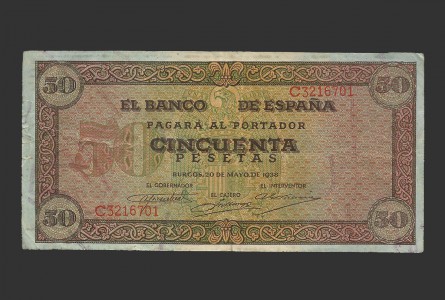 50 50
C3216701
EL BANCO DE ESPAÑA
PAGARÁ AL PORTADOR
CINCUENTA
PESETAS
BURGOS, 20 DE MAYO DE 1938
EL GOBERNADOR EL CAJERO EL INTERVENTOR
C3216701
50 50